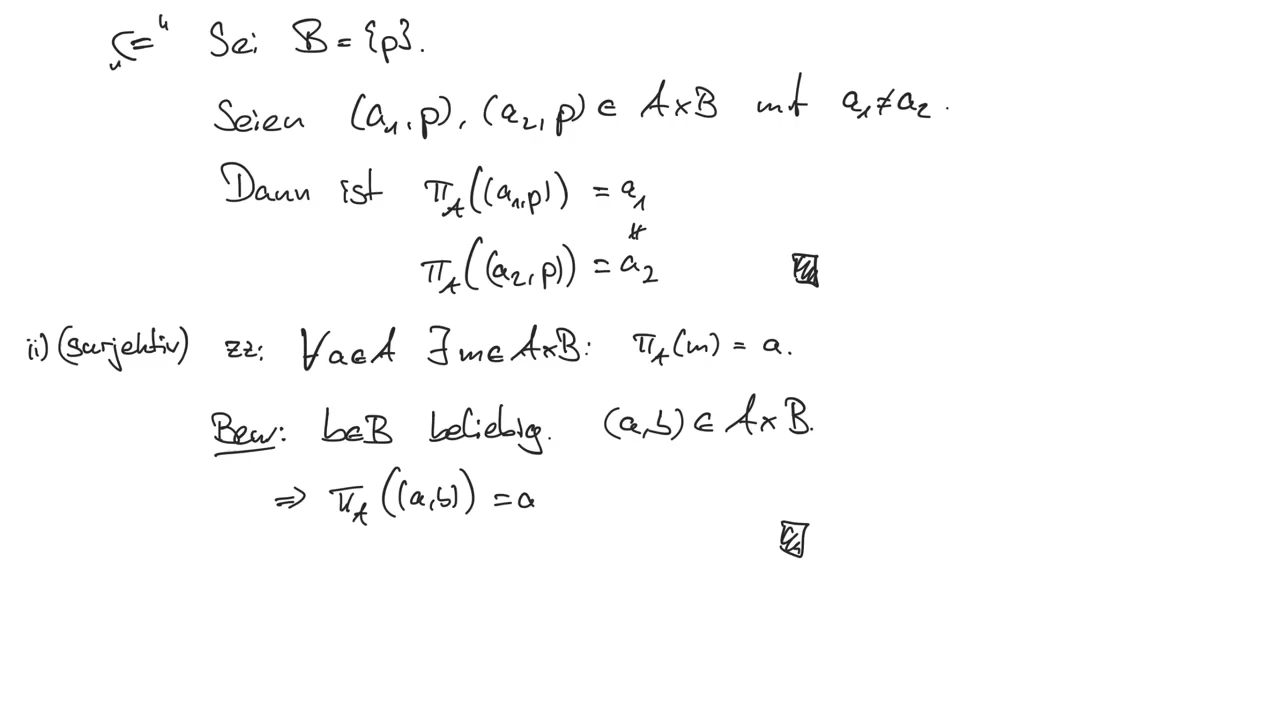 „<=“ Sei B = {p}.
Seien (a₁,p), (a₂,p) ∈ A×B mit a₁≠a₂.
Dann ist π_A((a₁,p)) = a₁
≠
π_A((a₂,p)) = a₂
ii) (surjektiv) zz: ∀a∈A ∃m∈A×B: π_A(m) = a.
Bew: b∈B beliebig. (a,b) ∈ A×B.
⇒ π_A((a,b)) = a